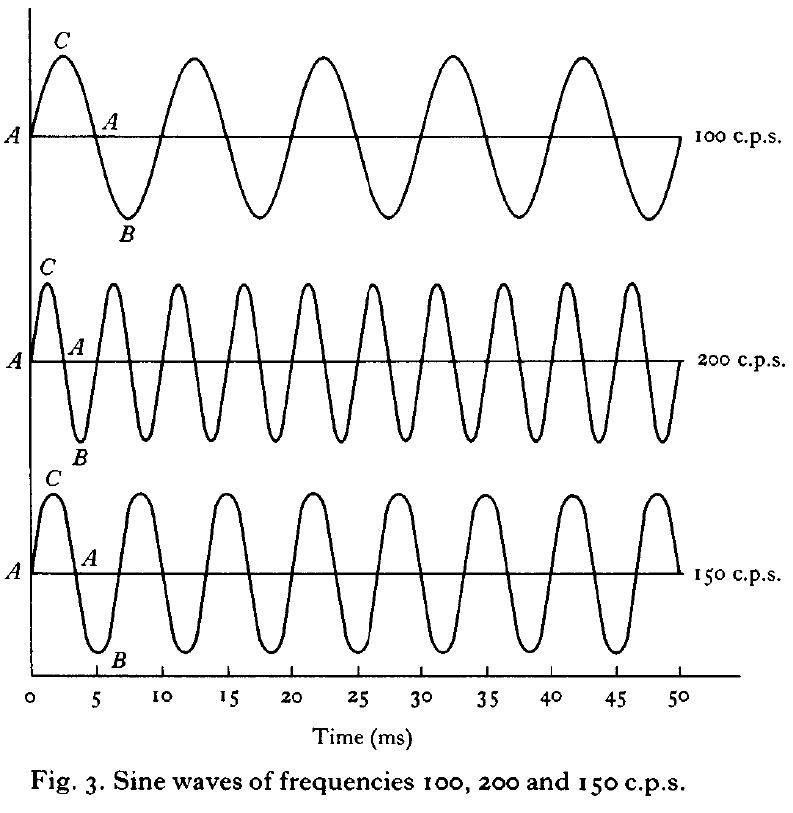 C
A
A
100 c.p.s.
B
C
A
A
200 c.p.s.
B
C
A
A
150 c.p.s.
B
0 5 10 15 20 25 30 35 40 45 50
Time (ms)
Fig. 3. Sine waves of frequencies 100, 200 and 150 c.p.s.